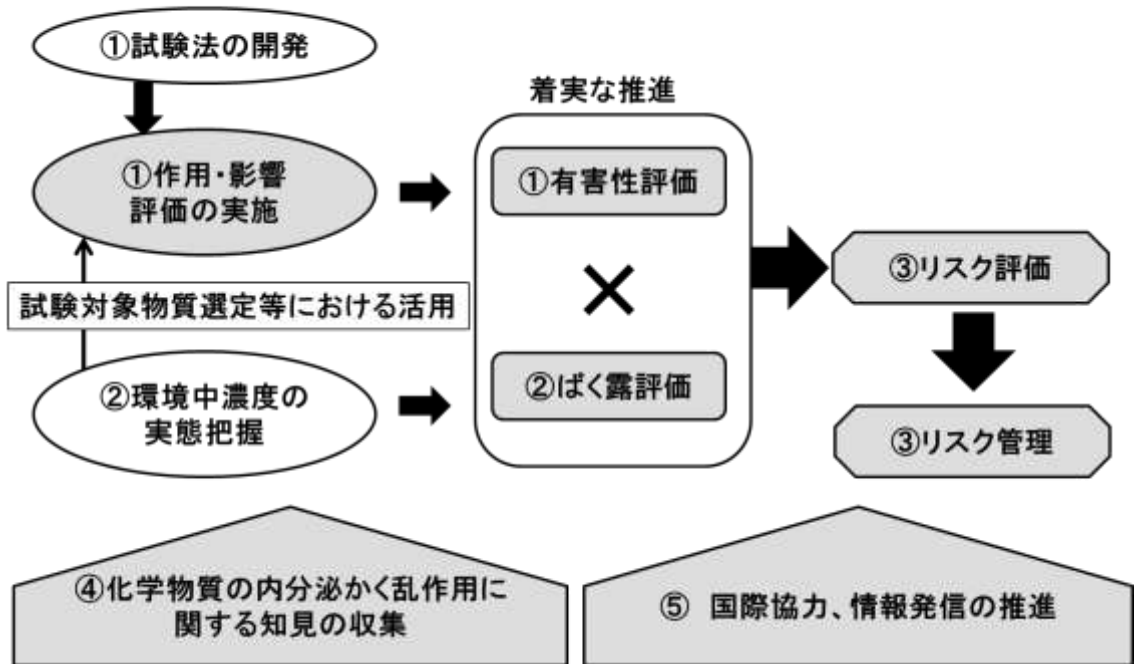 ①試験法の開発
着実な推進
①作用・影響
評価の実施
①有害性評価
×
③リスク評価
試験対象物質選定等における活用
②環境中濃度の
実態把握
②ばく露評価
③リスク管理
④化学物質の内分泌かく乱作用に
関する知見の収集
⑤ 国際協力、情報発信の推進